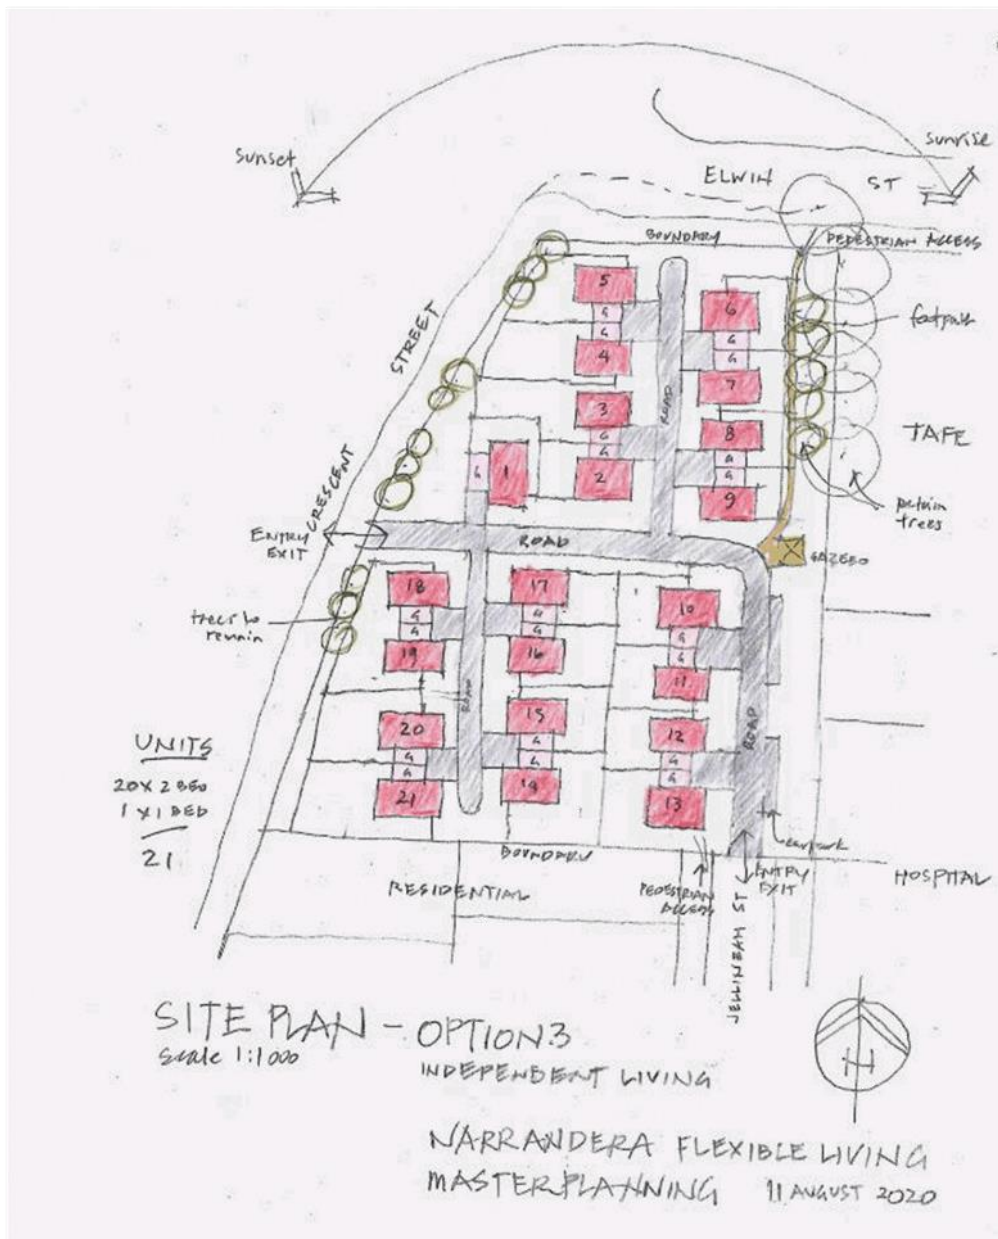 Sunset
Sunrise
ELWIN ST
BOUNDARY
PEDESTRIAN ACCESS
STREET
CRESCENT
footpath
TAFE
retain
trees
5
G
G
4
6
G
G
7
ROAD
3
G
G
2
8
G
G
9
G
1
ENTRY
EXIT
ROAD
GAZEBO
18
G
G
19
17
G
G
16
10
G
G
11
trees to
remain
ROAD
ROAD
20
G
G
21
15
G
G
12
G
G
13
UNITS
20 x 2 BED
1 x 1 BED
21
BOUNDARY
carpark
RESIDENTIAL
PEDESTRIAN
ACCESS
ENTRY
EXIT
HOSPITAL
JELLINEAH ST
SITE PLAN - OPTION 3
Scale 1:1000
INDEPENDENT LIVING
NARRANDERA FLEXIBLE LIVING
MASTERPLANNING 11 AUGUST 2020